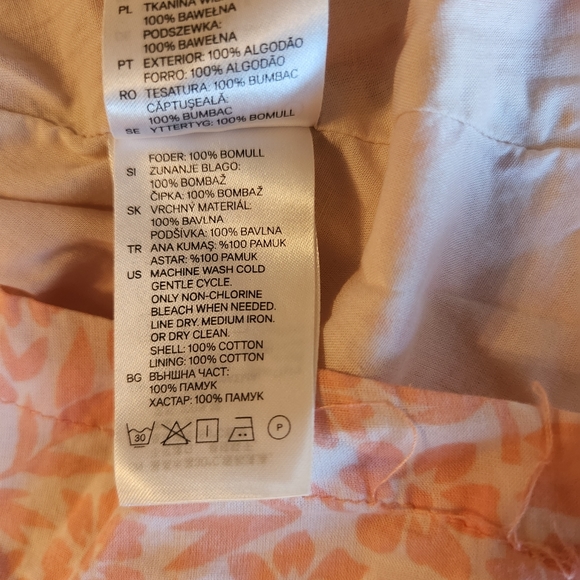 PL TKANINA
100% BAWEŁNA
PODSZEWKA:
100% BAWEŁNA
PT EXTERIOR: 100% ALGODÃO
FORRO: 100% ALGODÃO
RO TESATURA: 100% BUMBAC
CĂPTUȘEALĂ:
100% BUMBAC
SE YTTERTYG: 100% BOMULL
FODER: 100% BOMULL
SI ZUNANJE BLAGO:
100% BOMBAŽ
ČIPKA: 100% BOMBAŽ
SK VRCHNÝ MATERIÁL:
100% BAVLNA
PODŠÍVKA: 100% BAVLNA
TR ANA KUMAŞ: %100 PAMUK
ASTAR: %100 PAMUK
US MACHINE WASH COLD
GENTLE CYCLE.
ONLY NON-CHLORINE
BLEACH WHEN NEEDED.
LINE DRY. MEDIUM IRON.
OR DRY CLEAN.
SHELL: 100% COTTON
LINING: 100% COTTON
BG ВЪНШНА ЧАСТ:
100% ПАМУК
ХАСТАР: 100% ПАМУК
30 P